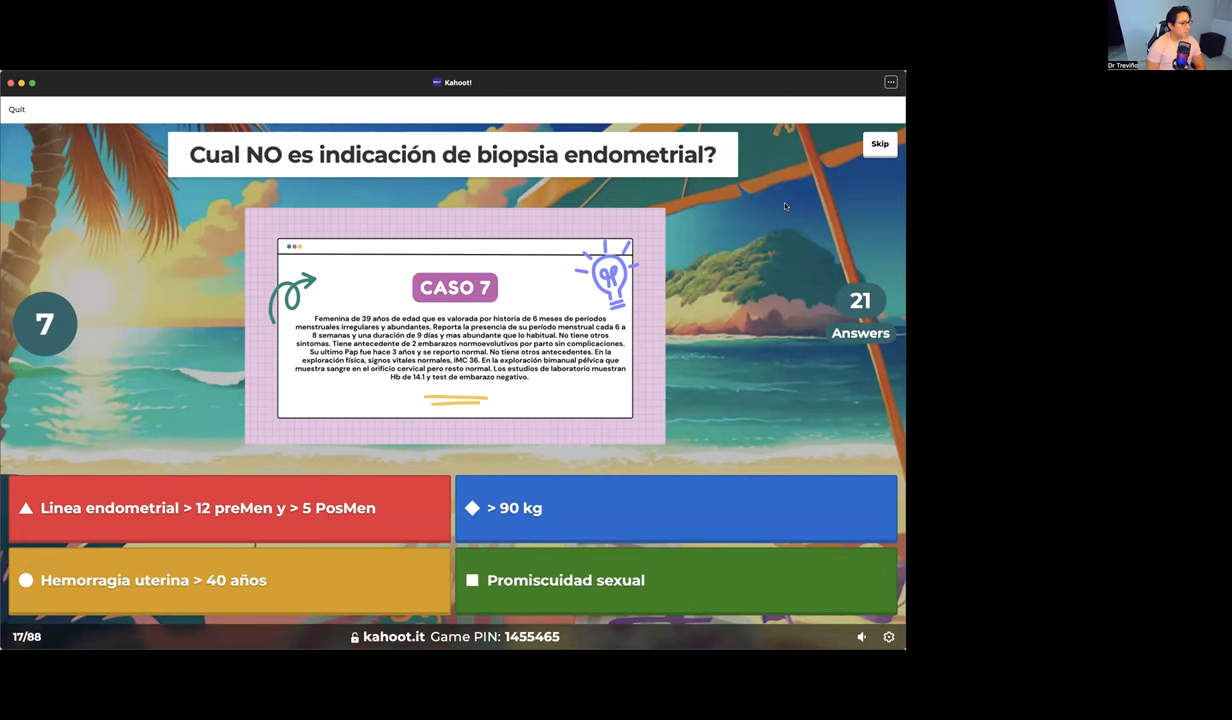 Dr Treviño
Kahoot!
Quit
Cual NO es indicación de biopsia endometrial?
Skip
CASO 7
Femenina de 39 años de edad que es valorada por historia de 6 meses de periodos
menstruales irregulares y abundantes. Reporta la presencia de su periodo menstrual cada 6 a
8 semanas y una duración de 9 días y mas abundante que lo habitual. No tiene otros
sintomas. Tiene antecedente de 2 embarazos normoevolutivos por parto sin complicaciones.
Su ultimo Pap fue hace 3 años y se reporto normal. No tiene otros antecedentes. En la
exploración física, signos vitales normales, IMC 36. En la exploración bimanual pélvica que
muestra sangre en el orificio cervical pero resto normal. Los estudios de laboratorio muestran
Hb de 14.1 y test de embarazo negativo.
7
21
Answers
Linea endometrial > 12 preMen y > 5 PosMen
> 90 kg
Hemorragia uterina > 40 años
Promiscuidad sexual
17/88
kahoot.it Game PIN: 1455465